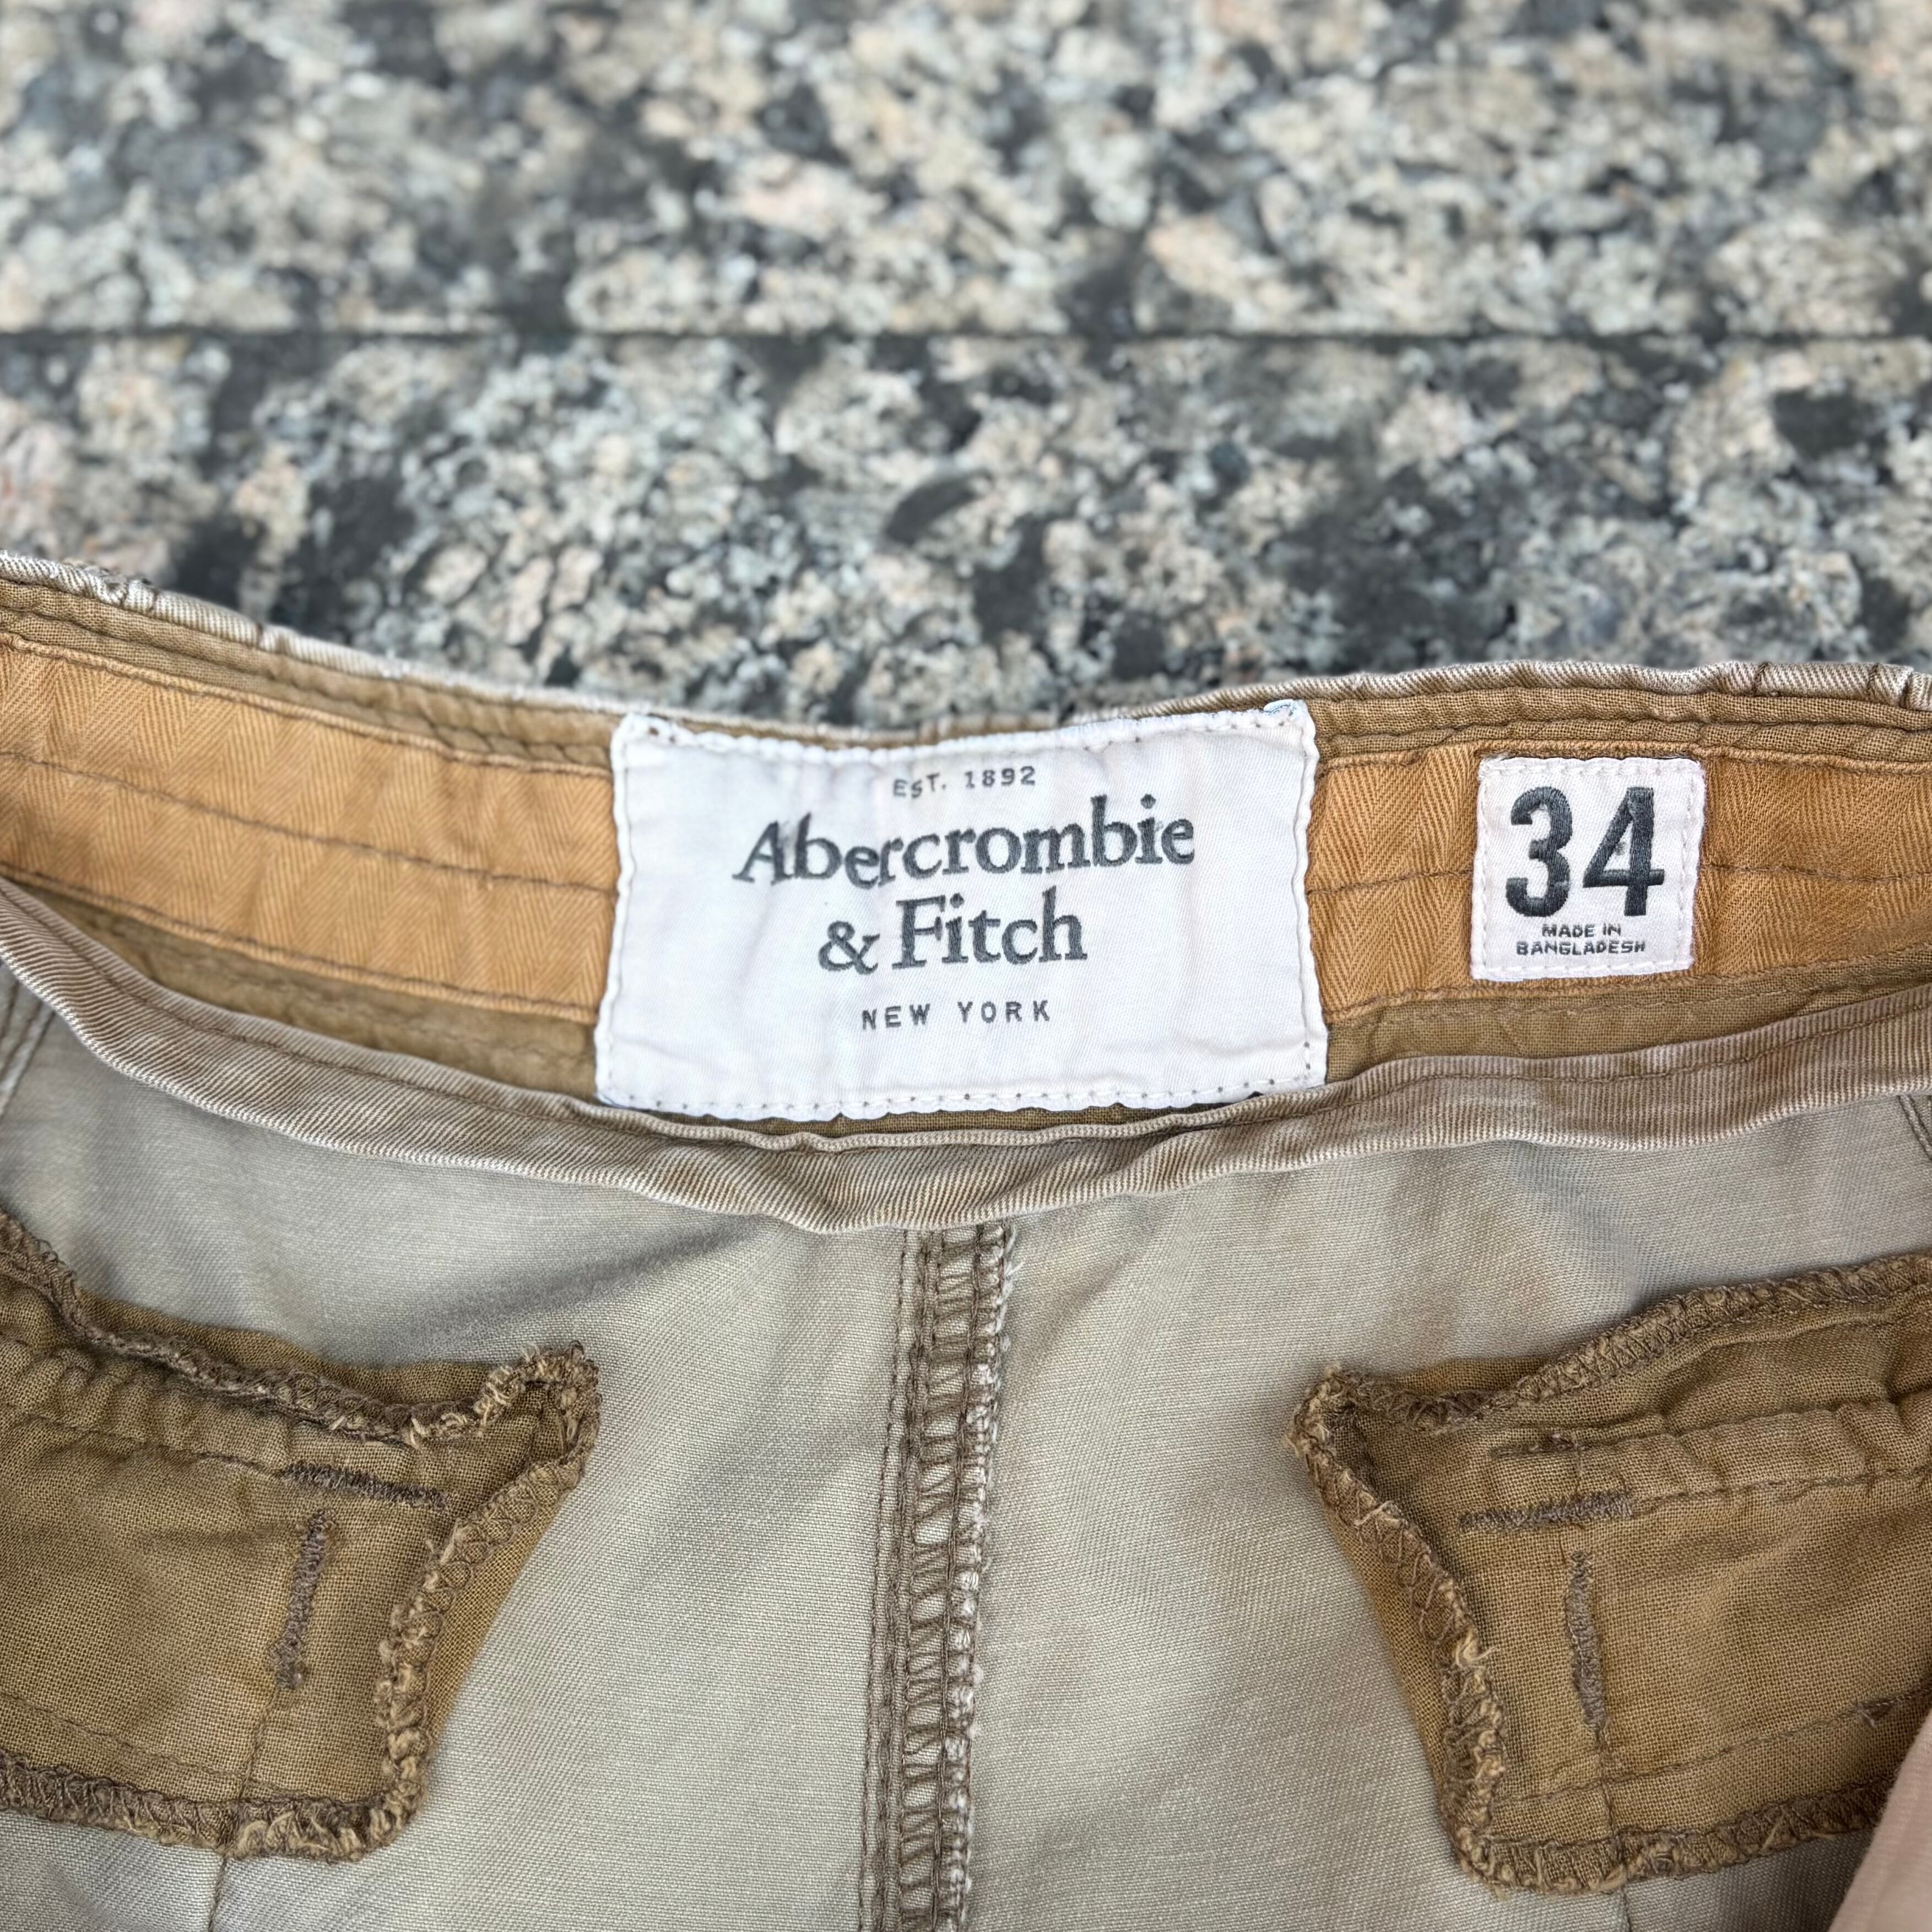 EST. 1892
Abercrombie
& Fitch
NEW YORK
34
MADE IN
BANGLADESH